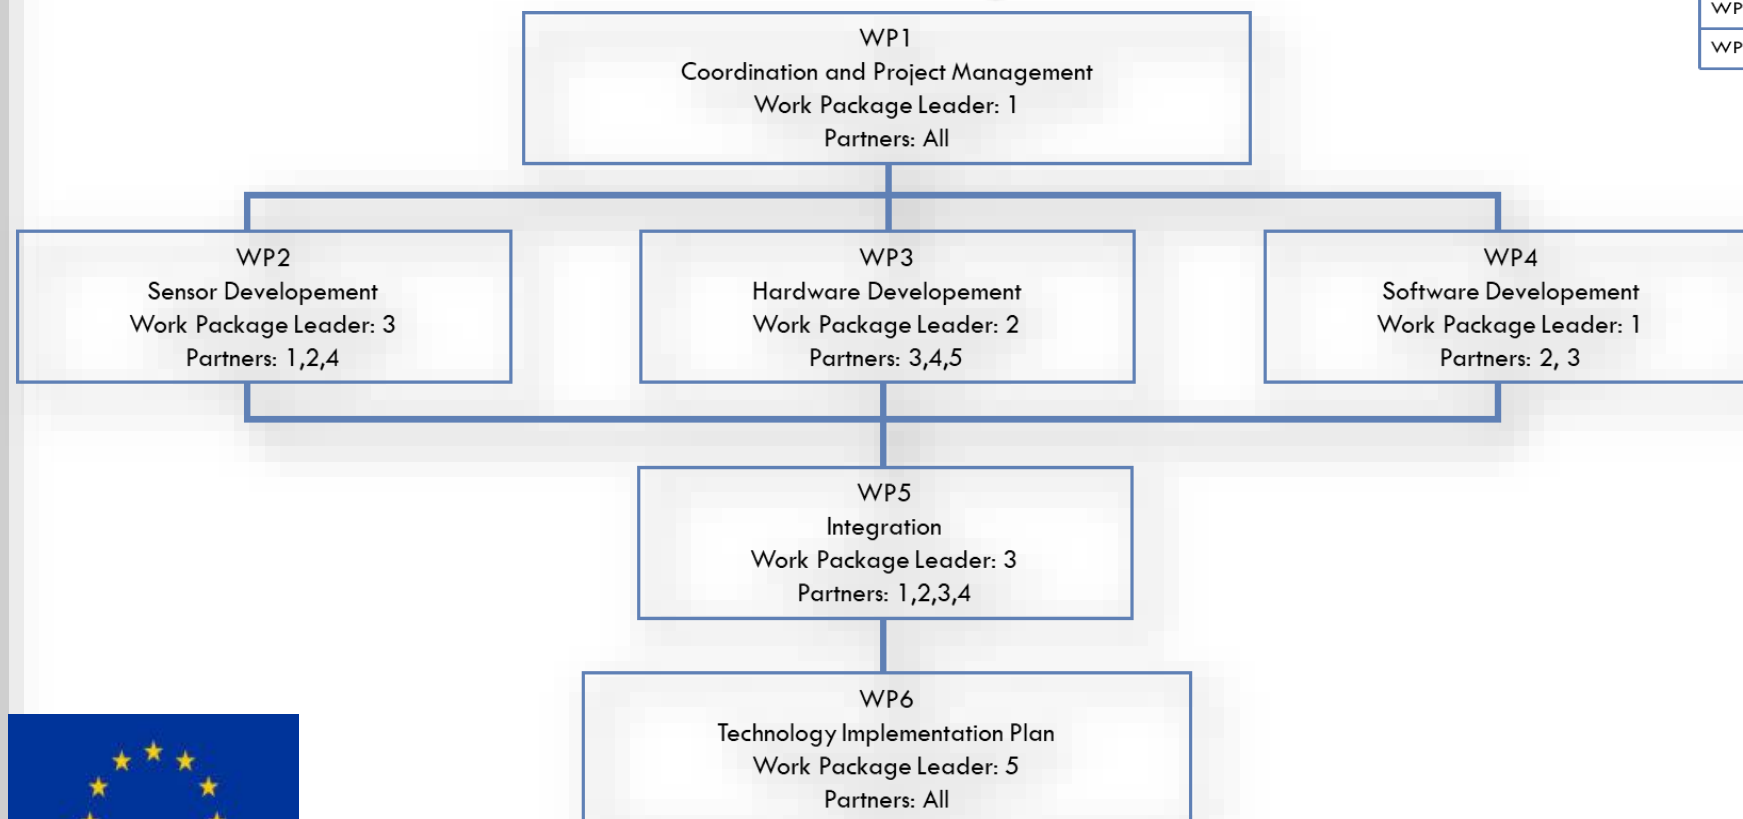 WP
WP
WP1
Coordination and Project Management
Work Package Leader: 1
Partners: All
WP2
Sensor Developement
Work Package Leader: 3
Partners: 1,2,4
WP3
Hardware Developement
Work Package Leader: 2
Partners: 3,4,5
WP4
Software Developement
Work Package Leader: 1
Partners: 2, 3
WP5
Integration
Work Package Leader: 3
Partners: 1,2,3,4
WP6
Technology Implementation Plan
Work Package Leader: 5
Partners: All